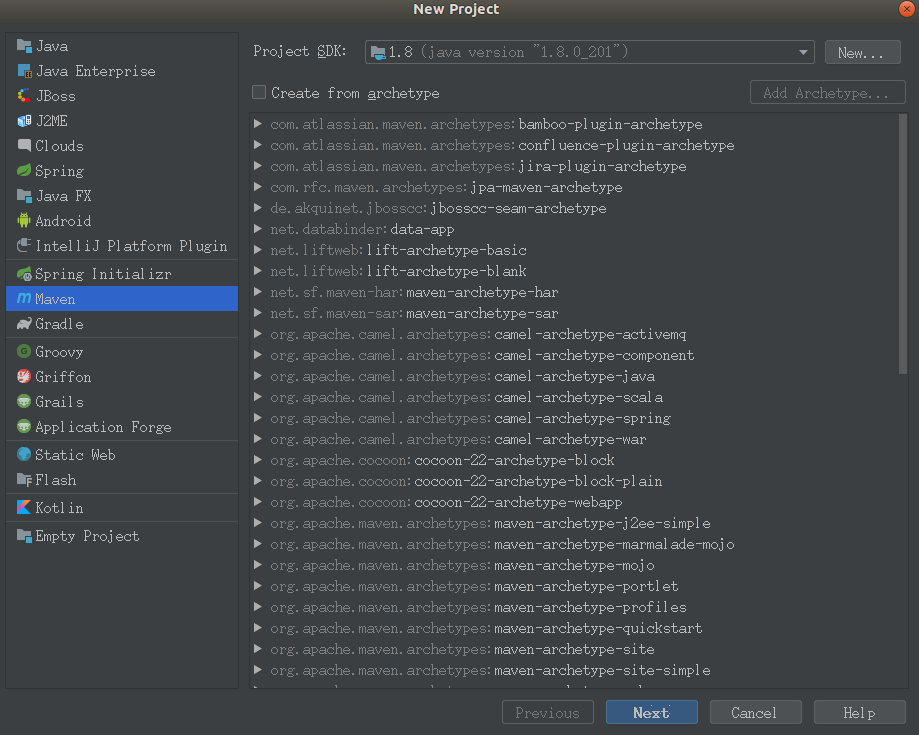 New Project
Java
Java Enterprise
JBoss
J2ME
Clouds
Spring
Java FX
Android
IntelliJ Platform Plugin
Spring Initializr
Maven
Gradle
Groovy
Griffon
Grails
Application Forge
Static Web
Flash
Kotlin
Empty Project
Project SDK: 1.8 (java version "1.8.0_201") New...
Create from archetype Add Archetype...
com.atlassian.maven.archetypes:bamboo-plugin-archetype
com.atlassian.maven.archetypes:confluence-plugin-archetype
com.atlassian.maven.archetypes:jira-plugin-archetype
com.rfc.maven.archetypes:jpa-maven-archetype
de.akquinet.jbosscc:jbosscc-seam-archetype
net.databinder:data-app
net.liftweb:lift-archetype-basic
net.liftweb:lift-archetype-blank
net.sf.maven-har:maven-archetype-har
net.sf.maven-sar:maven-archetype-sar
org.apache.camel.archetypes:camel-archetype-activemq
org.apache.camel.archetypes:camel-archetype-component
org.apache.camel.archetypes:camel-archetype-java
org.apache.camel.archetypes:camel-archetype-scala
org.apache.camel.archetypes:camel-archetype-spring
org.apache.camel.archetypes:camel-archetype-war
org.apache.cocoon:cocoon-22-archetype-block
org.apache.cocoon:cocoon-22-archetype-block-plain
org.apache.cocoon:cocoon-22-archetype-webapp
org.apache.maven.archetypes:maven-archetype-j2ee-simple
org.apache.maven.archetypes:maven-archetype-marmalade-mojo
org.apache.maven.archetypes:maven-archetype-mojo
org.apache.maven.archetypes:maven-archetype-portlet
org.apache.maven.archetypes:maven-archetype-profiles
org.apache.maven.archetypes:maven-archetype-quickstart
org.apache.maven.archetypes:maven-archetype-site
org.apache.maven.archetypes:maven-archetype-site-simple
Previous Next Cancel Help